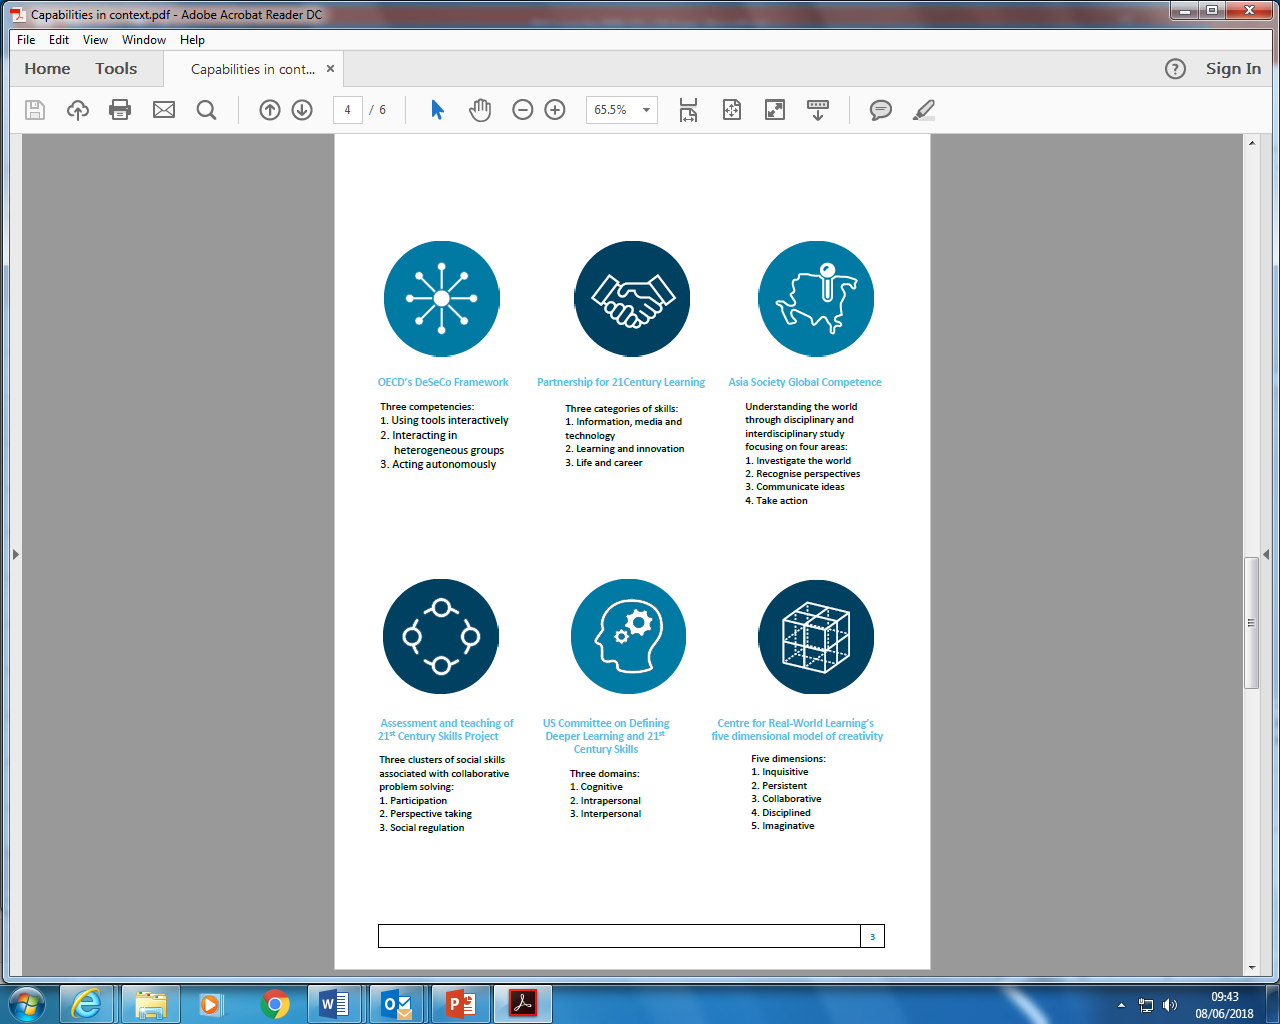 Capabilities in context.pdf - Adobe Acrobat Reader DC
File Edit View Window Help
Home Tools Capabilities in cont... × ? Sign In
4 / 6 65.5%
OECD's DeSeCo Framework
Three competencies:
1. Using tools interactively
2. Interacting in
heterogeneous groups
3. Acting autonomously
Partnership for 21Century Learning
Three categories of skills:
1. Information, media and
technology
2. Learning and innovation
3. Life and career
Asia Society Global Competence
Understanding the world
through disciplinary and
interdisciplinary study
focusing on four areas:
1. Investigate the world
2. Recognise perspectives
3. Communicate ideas
4. Take action
Assessment and teaching of
21st Century Skills Project
Three clusters of social skills
associated with collaborative
problem solving:
1. Participation
2. Perspective taking
3. Social regulation
US Committee on Defining
Deeper Learning and 21st
Century Skills
Three domains:
1. Cognitive
2. Intrapersonal
3. Interpersonal
Centre for Real-World Learning's
five dimensional model of creativity
Five dimensions:
1. Inquisitive
2. Persistent
3. Collaborative
4. Disciplined
5. Imaginative
3
09:43
08/06/2018